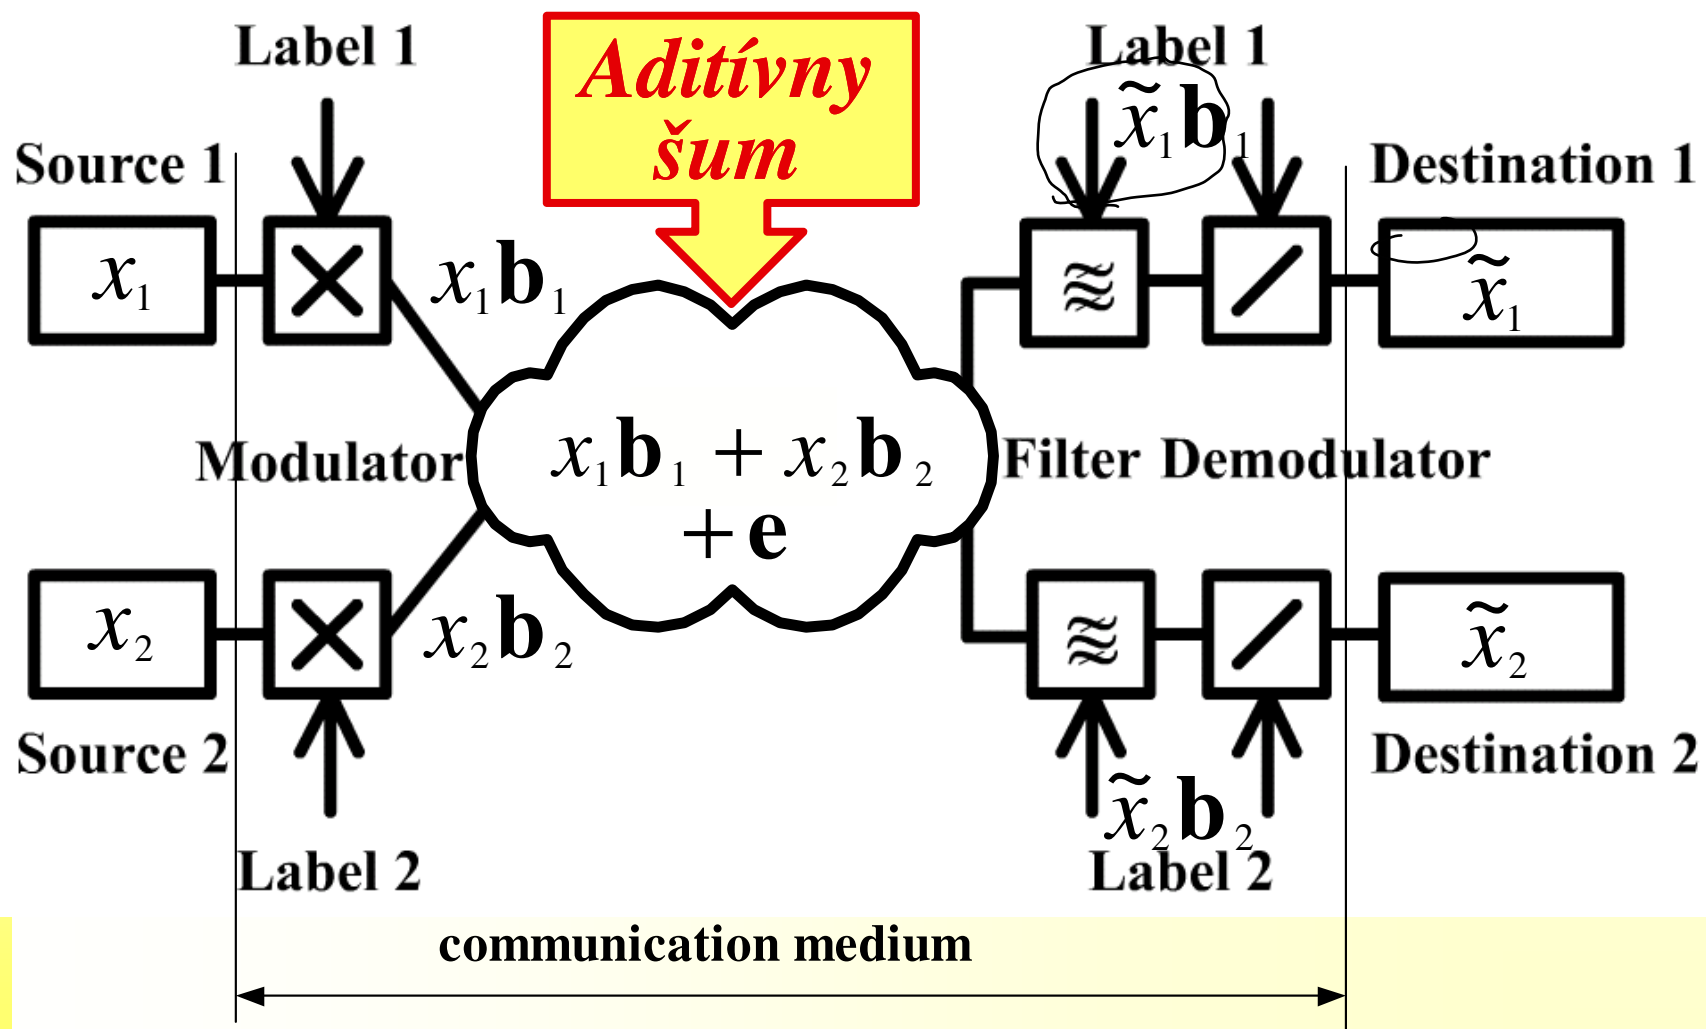 Label 1
Aditívny
šum
Label 1
x̃₁b₁
Source 1
Destination 1
x₁
x₁b₁
x̃₁
Modulator
x₁b₁ + x₂b₂
+ e
Filter Demodulator
x₂
x₂b₂
x̃₂
Source 2
Destination 2
x̃₂b₂
Label 2
Label 2
communication medium